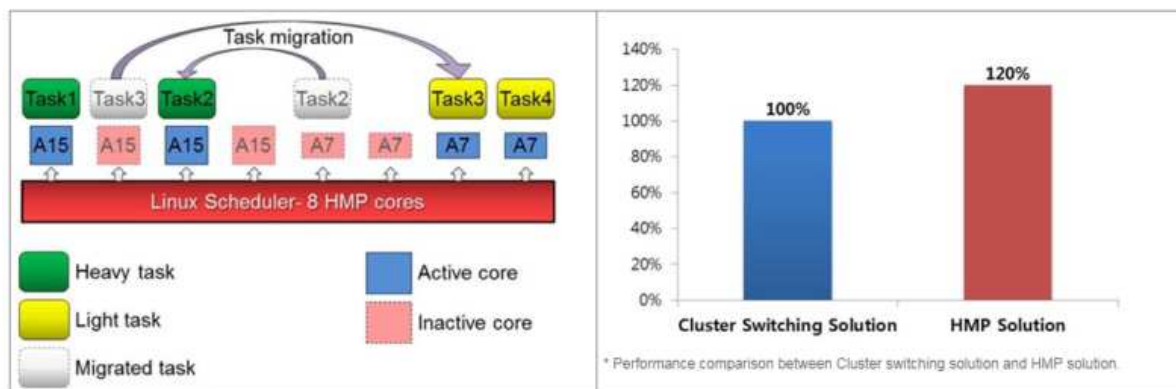 Task migration
Task1 Task3 Task2 Task2 Task3 Task4
A15 A15 A15 A15 A7 A7 A7 A7
Linux Scheduler- 8 HMP cores
Heavy task
Active core
Light task
Inactive core
Migrated task
140%
120%
100%
80%
60%
40%
20%
0%
100%
120%
Cluster Switching Solution
HMP Solution
* Performance comparison between Cluster switching solution and HMP solution.